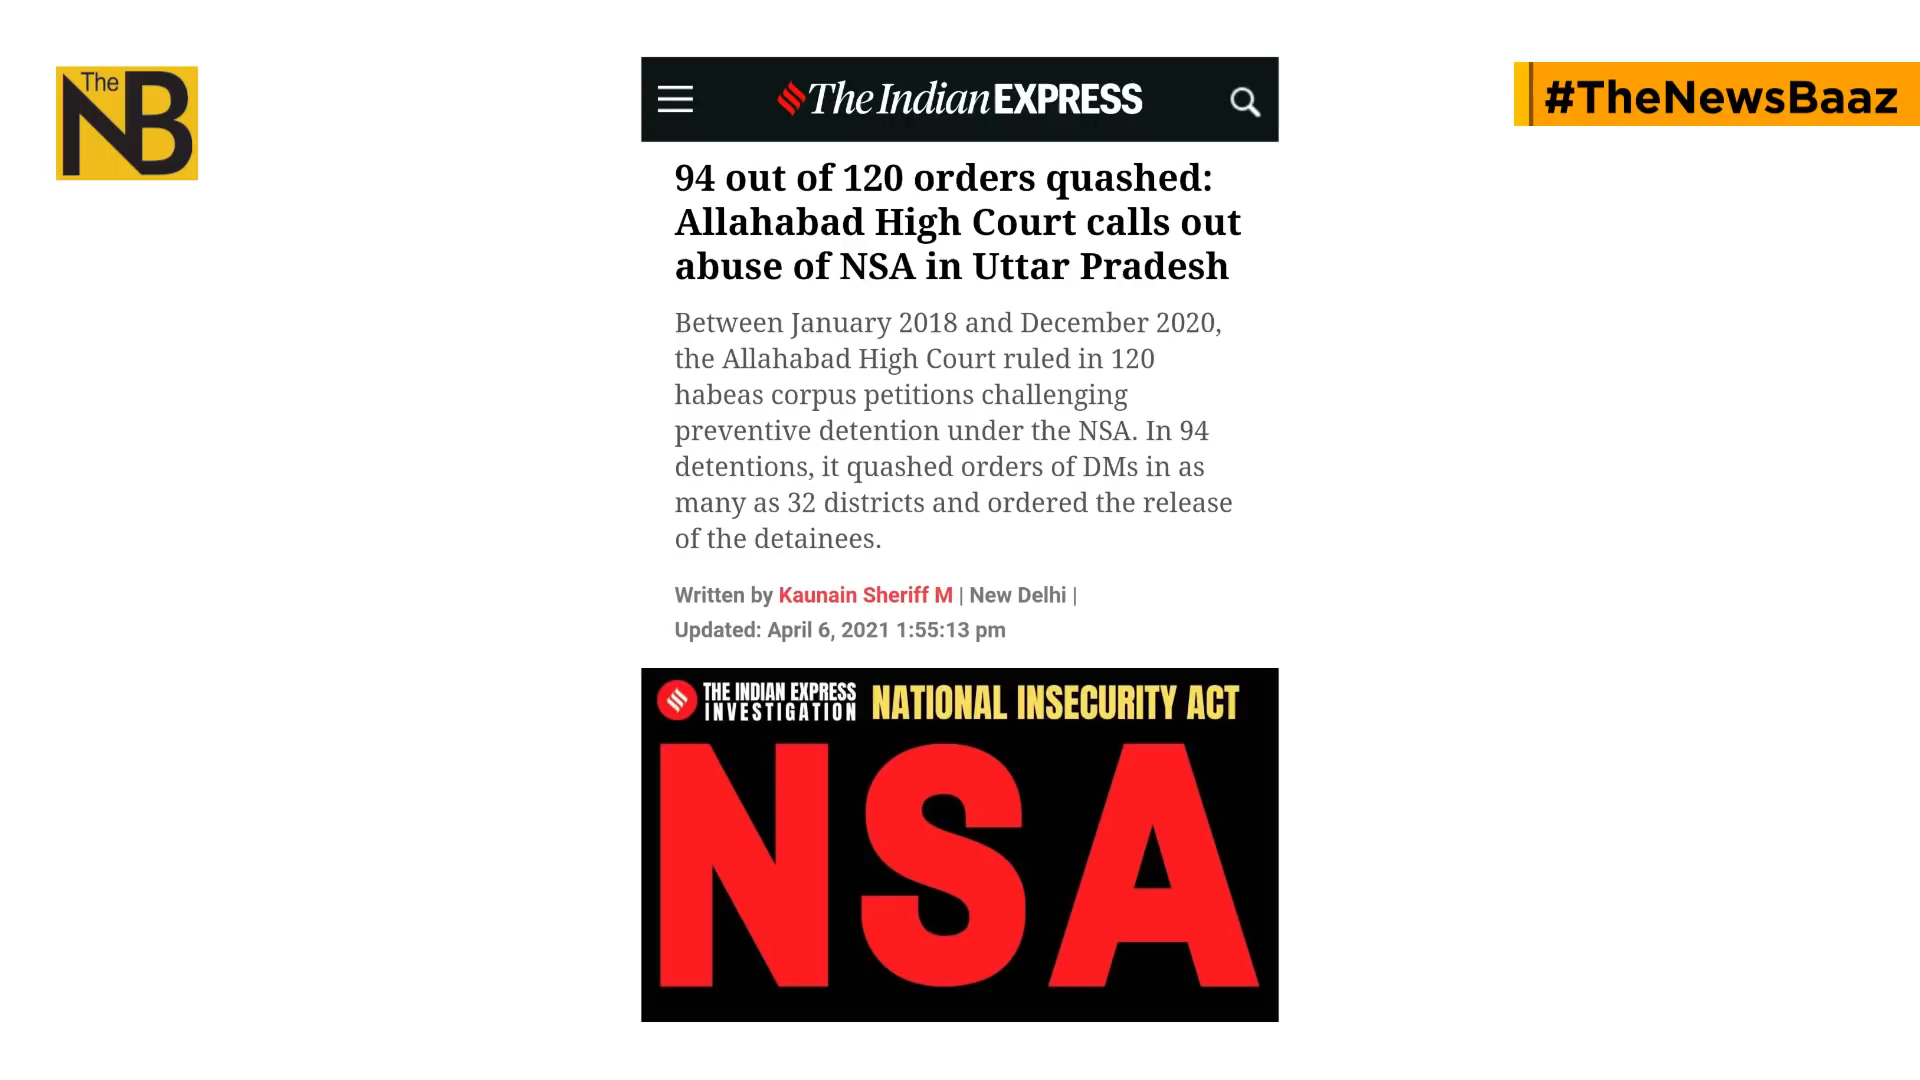 The
NB
#TheNewsBaaz
The Indian EXPRESS
94 out of 120 orders quashed:
Allahabad High Court calls out
abuse of NSA in Uttar Pradesh
Between January 2018 and December 2020,
the Allahabad High Court ruled in 120
habeas corpus petitions challenging
preventive detention under the NSA. In 94
detentions, it quashed orders of DMs in as
many as 32 districts and ordered the release
of the detainees.
Written by Kaunain Sheriff M | New Delhi |
Updated: April 6, 2021 1:55:13 pm
THE INDIAN EXPRESS
INVESTIGATION
NATIONAL INSECURITY ACT
NSA